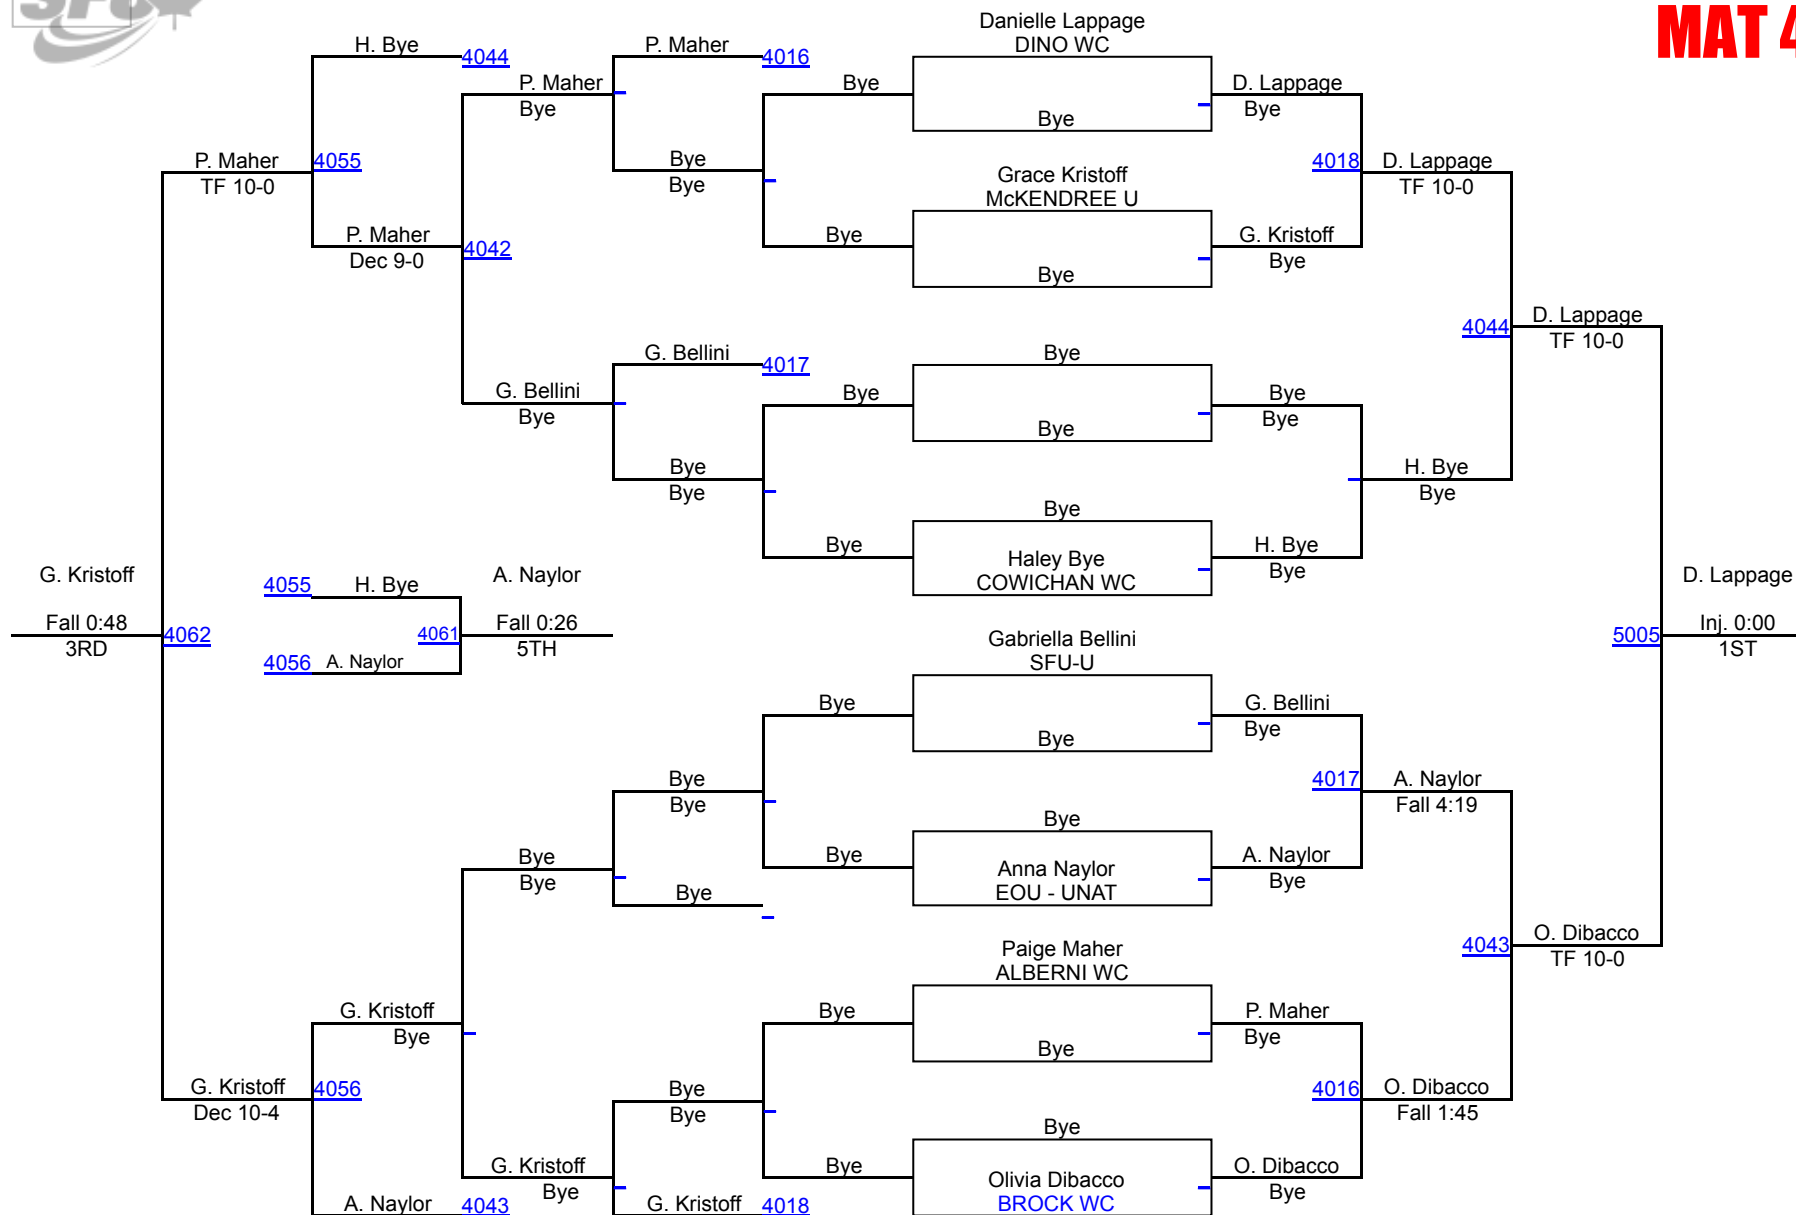 SFU
MAT 4
Danielle Lappage
DINO WC
H. Bye
4044
P. Maher
4016
P. Maher
Bye
Bye
D. Lappage
Bye
Bye
P. Maher
4055
TF 10-0
Bye
Bye
Grace Kristoff
McKENDREE U
4018
D. Lappage
TF 10-0
P. Maher
4042
Dec 9-0
Bye
Bye
G. Kristoff
Bye
4044
D. Lappage
TF 10-0
G. Bellini
4017
Bye
G. Bellini
Bye
Bye
Bye
Bye
Bye
Bye
Bye
H. Bye
Bye
Bye
Bye
Haley Bye
COWICHAN WC
H. Bye
Bye
G. Kristoff
Fall 0:48
3RD
4062
4055
H. Bye
4056
A. Naylor
4061
A. Naylor
Fall 0:26
5TH
D. Lappage
5005
Inj. 0:00
1ST
Gabriella Bellini
SFU-U
Bye
Bye
G. Bellini
Bye
Bye
Bye
4017
A. Naylor
Fall 4:19
Bye
Bye
Bye
Bye
Anna Naylor
EOU - UNAT
A. Naylor
Bye
Bye
4043
O. Dibacco
TF 10-0
Paige Maher
ALBERNI WC
G. Kristoff
Bye
Bye
Bye
P. Maher
Bye
G. Kristoff
4056
Dec 10-4
Bye
Bye
4016
O. Dibacco
Fall 1:45
Bye
G. Kristoff
Bye
Bye
Olivia Dibacco
BROCK WC
O. Dibacco
Bye
A. Naylor
4043
G. Kristoff
4018